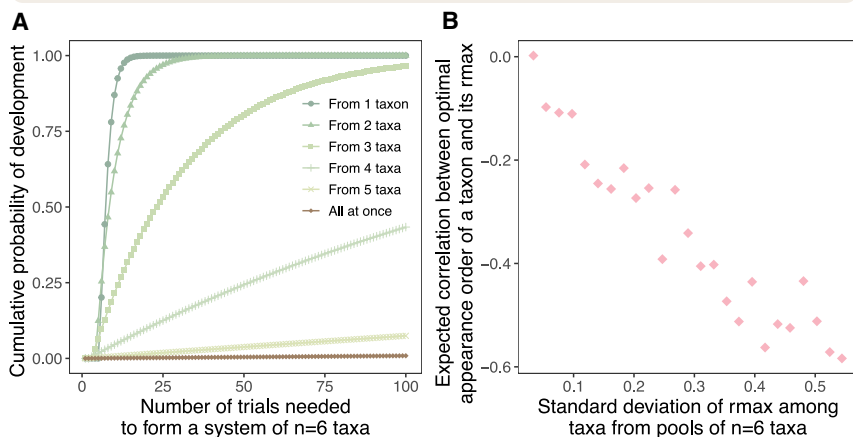 A
Cumulative probability of development
1.00
0.75
0.50
0.25
0.00
From 1 taxon
From 2 taxa
From 3 taxa
From 4 taxa
From 5 taxa
All at once
0
25
50
75
100
Number of trials needed
to form a system of n=6 taxa
B
Expected correlation between optimal
appearance order of a taxon and its rmax
0.0
−0.2
−0.4
−0.6
0.1
0.2
0.3
0.4
0.5
Standard deviation of rmax among
taxa from pools of n=6 taxa